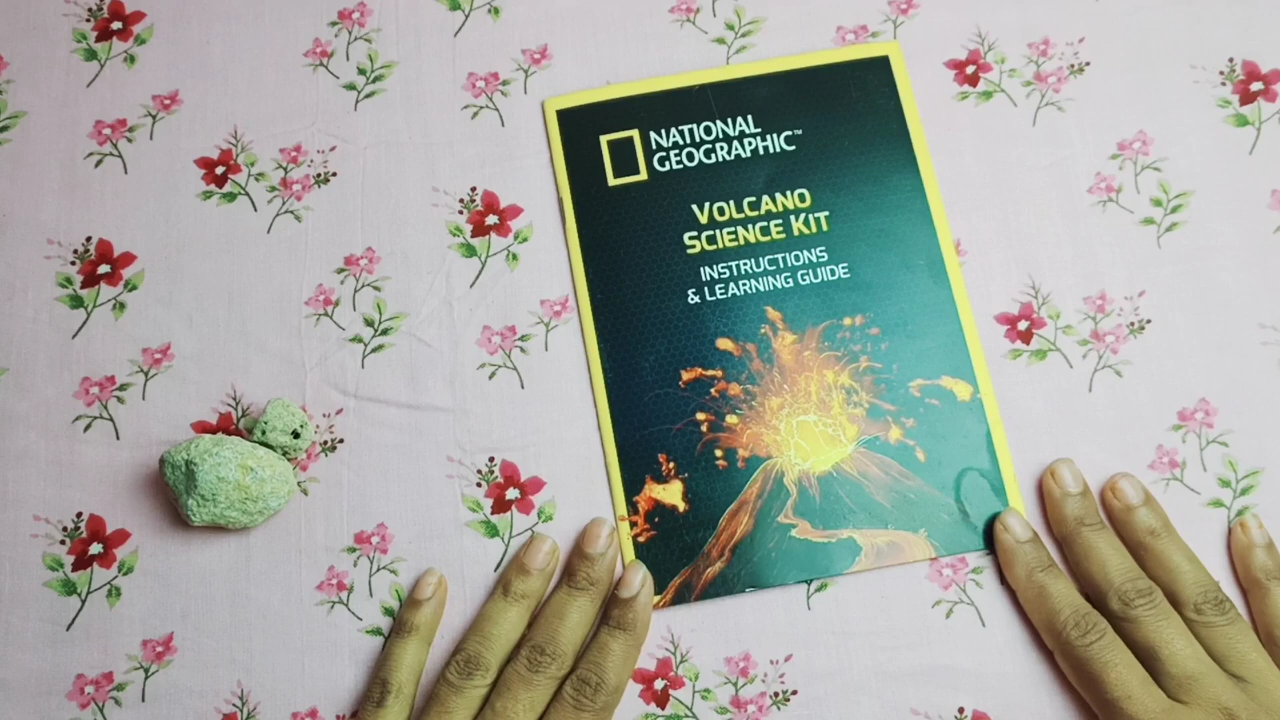 NATIONAL
GEOGRAPHIC™
VOLCANO
SCIENCE KIT
INSTRUCTIONS
& LEARNING GUIDE